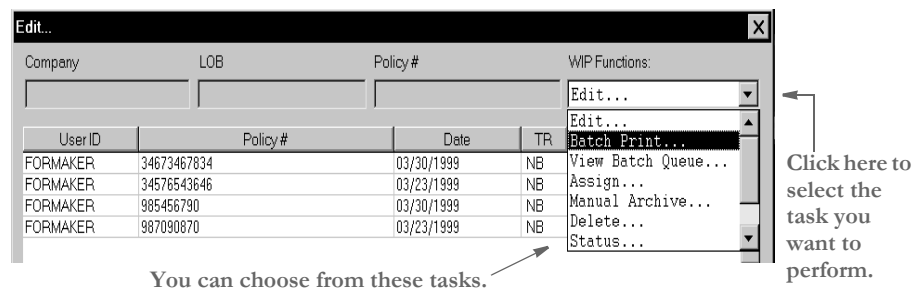 Edit...
Company LOB Policy # WIP Functions:
Edit...
User ID Policy # Date TR
FORMAKER 34673467834 03/30/1999 NB
FORMAKER 34576543646 03/23/1999 NB
FORMAKER 985456790 03/30/1999 NB
FORMAKER 987090870 03/23/1999 NB
Edit...
Batch Print...
View Batch Queue...
Assign...
Manual Archive...
Delete...
Status...
Click here to
select the
task you
want to
perform.
You can choose from these tasks.